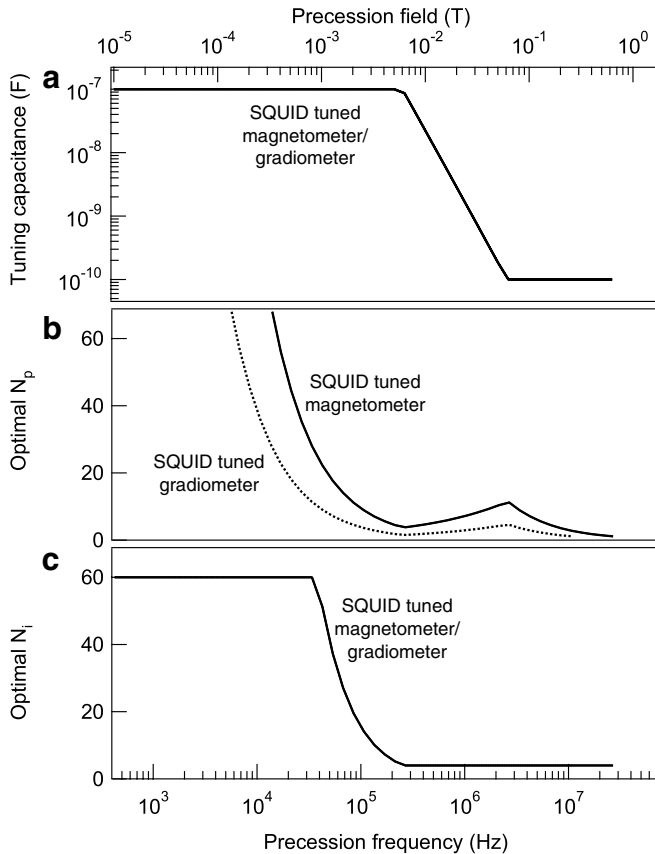 Precession field (T)
10^-5 10^-4 10^-3 10^-2 10^-1 10^0
a
Tuning capacitance (F)
10^-7
10^-8
10^-9
10^-10
SQUID tuned
magnetometer/
gradiometer
b
Optimal N_p
60
40
20
0
SQUID tuned
magnetometer
SQUID tuned
gradiometer
c
Optimal N_i
60
40
20
0
SQUID tuned
magnetometer/
gradiometer
10^3 10^4 10^5 10^6 10^7
Precession frequency (Hz)